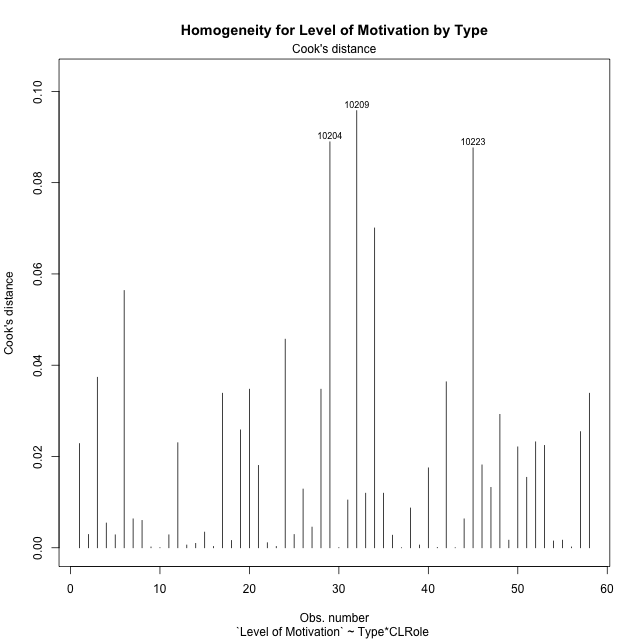 Homogeneity for Level of Motivation by Type
Cook's distance
10209
10204
10223
Cook's distance
0.10
0.08
0.06
0.04
0.02
0.00
0 10 20 30 40 50 60
Obs. number
`Level of Motivation` ~ Type*CLRole